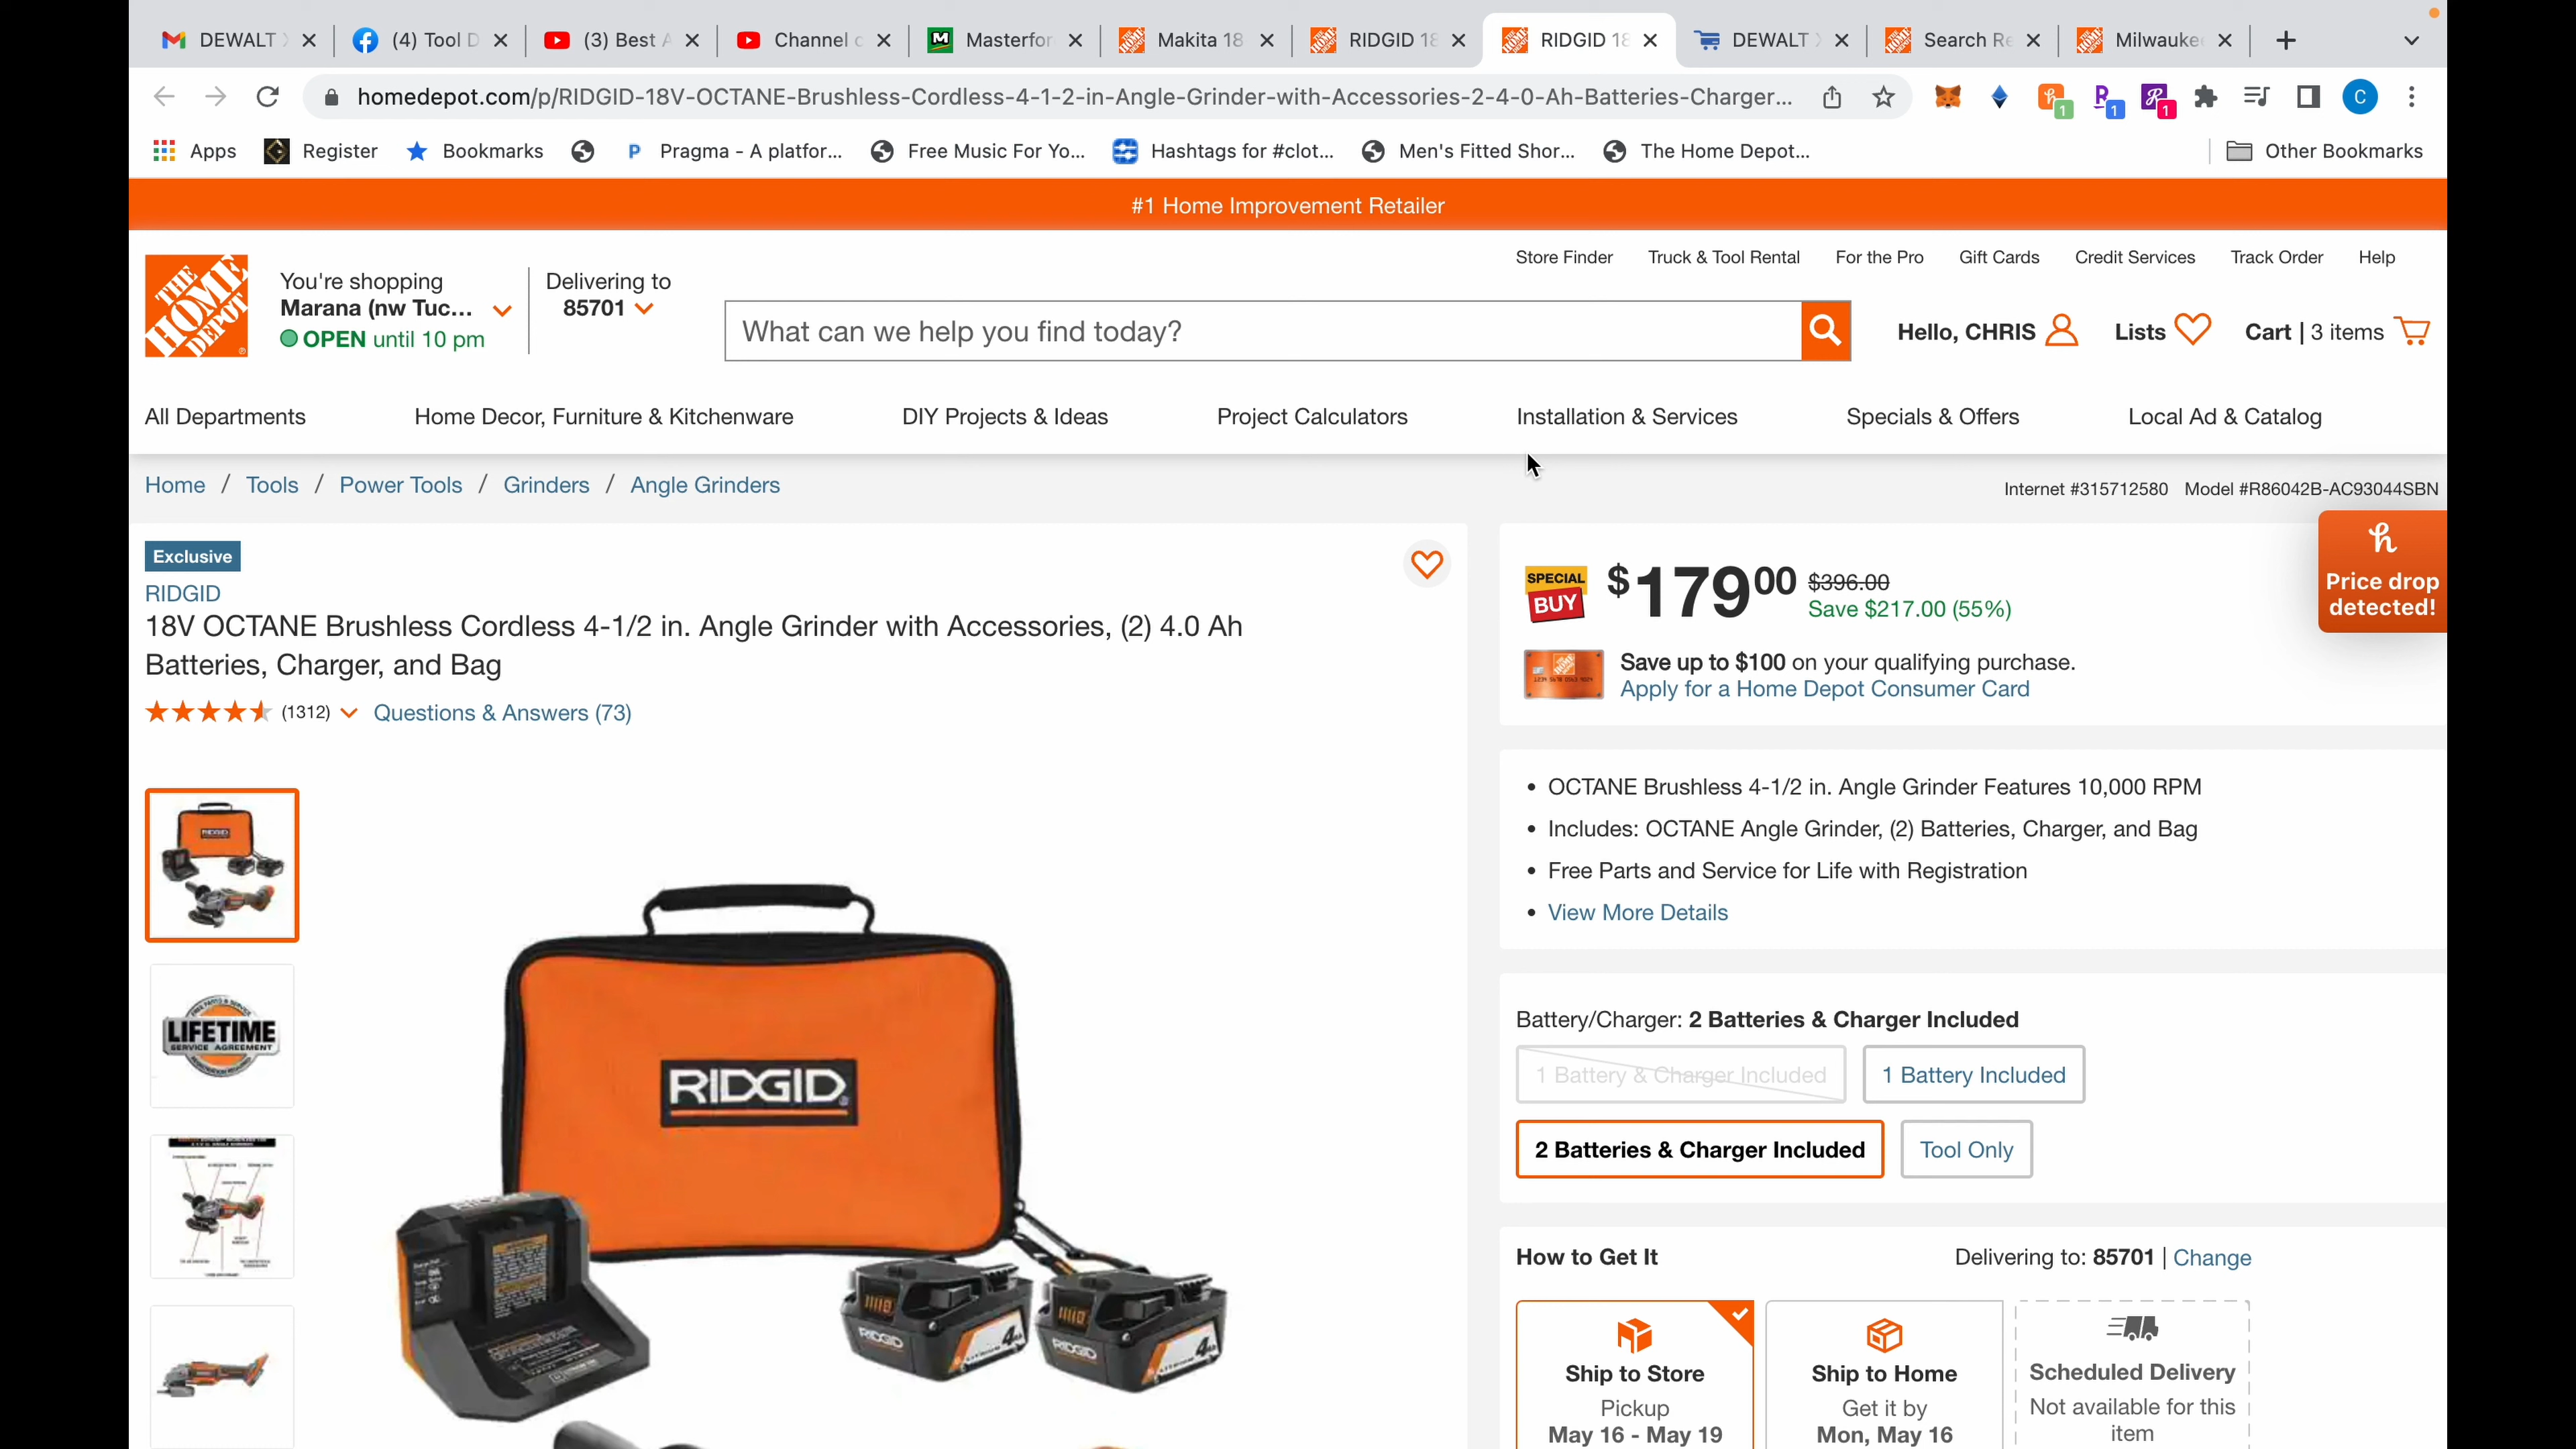 DEWALT
(4) Tool D
(3) Best A
Channel c
Masterfor
Makita 18
RIDGID 18
RIDGID 18
DEWALT
Search Re
Milwaukee
homedepot.com/p/RIDGID-18V-OCTANE-Brushless-Cordless-4-1-2-in-Angle-Grinder-with-Accessories-2-4-0-Ah-Batteries-Charger...
1
1
1
C
Apps
Register
Bookmarks
Pragma - A platfor...
Free Music For Yo...
Hashtags for #clot...
Men's Fitted Shor...
The Home Depot...
Other Bookmarks
#1 Home Improvement Retailer
Store Finder
Truck & Tool Rental
For the Pro
Gift Cards
Credit Services
Track Order
Help
THE HOME DEPOT
You're shopping
Marana (nw Tuc...
OPEN until 10 pm
Delivering to
85701
What can we help you find today?
Hello, CHRIS
Lists
Cart | 3 items
All Departments
Home Decor, Furniture & Kitchenware
DIY Projects & Ideas
Project Calculators
Installation & Services
Specials & Offers
Local Ad & Catalog
Home / Tools / Power Tools / Grinders / Angle Grinders
Internet #315712580 Model #R86042B-AC93044SBN
Exclusive
RIDGID
18V OCTANE Brushless Cordless 4-1/2 in. Angle Grinder with Accessories, (2) 4.0 Ah
Batteries, Charger, and Bag
(1312)
Questions & Answers (73)
LIFETIME
SERVICE AGREEMENT
RIDGID
RIDGID
4
RIDGID
4
SPECIAL
BUY
$179 00
$396.00
Save $217.00 (55%)
Price drop
detected!
Save up to $100 on your qualifying purchase.
Apply for a Home Depot Consumer Card
• OCTANE Brushless 4-1/2 in. Angle Grinder Features 10,000 RPM
• Includes: OCTANE Angle Grinder, (2) Batteries, Charger, and Bag
• Free Parts and Service for Life with Registration
• View More Details
Battery/Charger: 2 Batteries & Charger Included
1 Battery & Charger Included
1 Battery Included
2 Batteries & Charger Included
Tool Only
How to Get It
Delivering to: 85701 | Change
Ship to Store
Pickup
May 16 - May 19
Ship to Home
Get it by
Mon, May 16
Scheduled Delivery
Not available for this
item